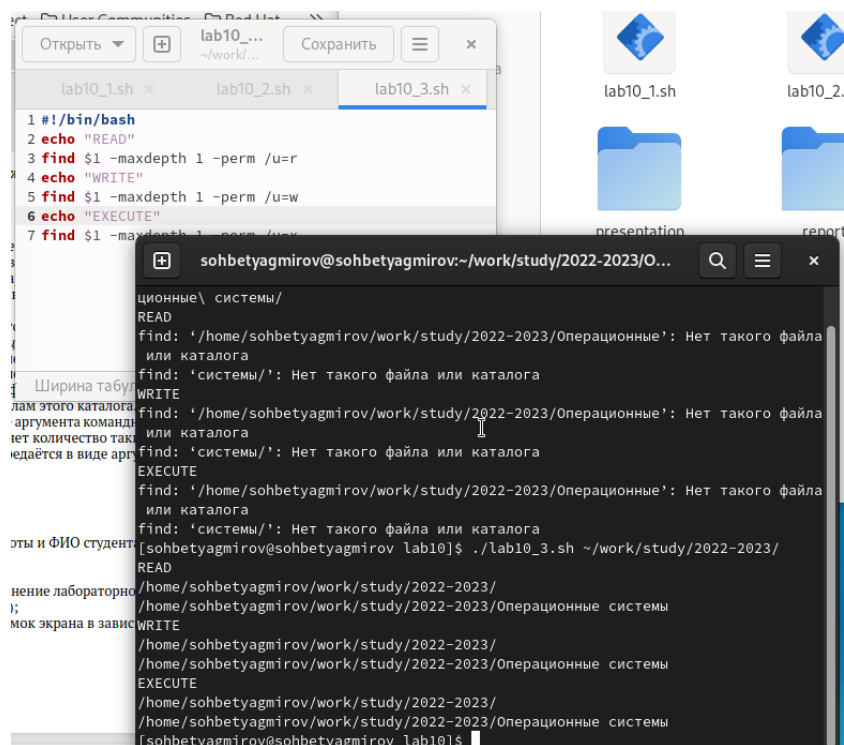 User Communities Red Hat
Открыть
lab10_...
~/work/...
Сохранить
lab10_1.sh
lab10_2.sh
lab10_3.sh
1 #!/bin/bash
2 echo "READ"
3 find $1 -maxdepth 1 -perm /u=r
4 echo "WRITE"
5 find $1 -maxdepth 1 -perm /u=w
6 echo "EXECUTE"
7 find $1 -maxdepth 1 -perm /u=x
Ширина табул
lab10_1.sh
lab10_2.
presentation
report
sohbetyagmirov@sohbetyagmirov:~/work/study/2022-2023/О...
ционные\ системы/
READ
find: ‘/home/sohbetyagmirov/work/study/2022-2023/Операционные’: Нет такого файла
или каталога
find: ‘системы/’: Нет такого файла или каталога
WRITE
find: ‘/home/sohbetyagmirov/work/study/2022-2023/Операционные’: Нет такого файла
или каталога
find: ‘системы/’: Нет такого файла или каталога
EXECUTE
find: ‘/home/sohbetyagmirov/work/study/2022-2023/Операционные’: Нет такого файла
или каталога
find: ‘системы/’: Нет такого файла или каталога
[sohbetyagmirov@sohbetyagmirov lab10]$ ./lab10_3.sh ~/work/study/2022-2023/
READ
/home/sohbetyagmirov/work/study/2022-2023/
/home/sohbetyagmirov/work/study/2022-2023/Операционные системы
WRITE
/home/sohbetyagmirov/work/study/2022-2023/
/home/sohbetyagmirov/work/study/2022-2023/Операционные системы
EXECUTE
/home/sohbetyagmirov/work/study/2022-2023/
/home/sohbetyagmirov/work/study/2022-2023/Операционные системы
[sohbetyagmirov@sohbetyagmirov lab10]$
лам этого каталога.
аргумента команд
ет количество так
редаётся в виде аргу
оты и ФИО студент
нение лабораторно
);
мок экрана в завис